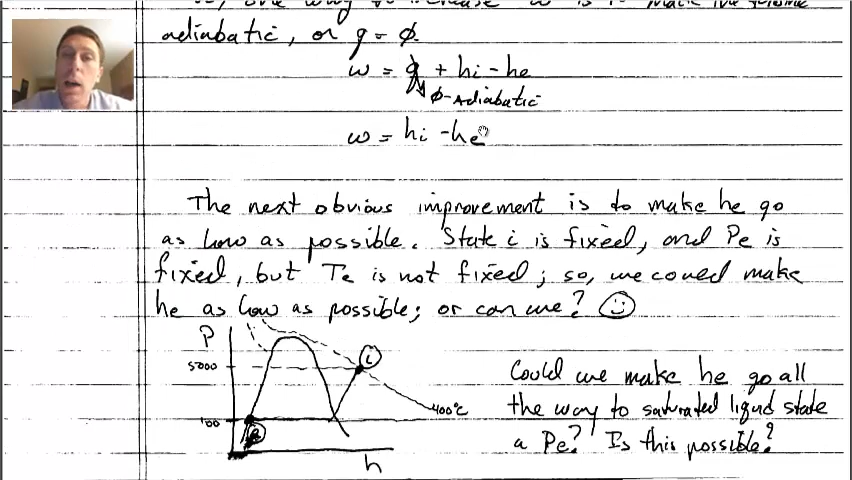 adiabatic, or q = ϕ
w = q + hi - he
ϕ-Adiabatic
w = hi - he
The next obvious improvement is to make he go
as low as possible. State i is fixed, and Pe is
fixed, but Te is not fixed; so, we could make
he as low as possible; or can we? ☺
P
5000
i
400°C
100
e
h
Could we make he go all
the way to saturated liquid state
a Pe? Is this possible?